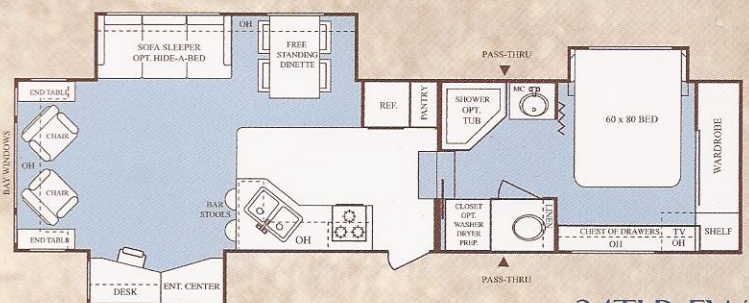 OH
SOFA SLEEPER
OPT. HIDE-A-BED
FREE
STANDING
DINETTE
PASS-THRU
END TABLE
CHAIR
BAY WINDOWS
OH
CHAIR
END TABLE
REF.
PANTRY
SHOWER
OPT.
TUB
MC
60 x 80 BED
WARDROBE
BAR
STOOLS
OH
CLOSET
OPT.
WASHER
DRYER
PREP.
LINEN
CHEST OF DRAWERS
OH
TV
OH
SHELF
DESK
ENT. CENTER
PASS-THRU